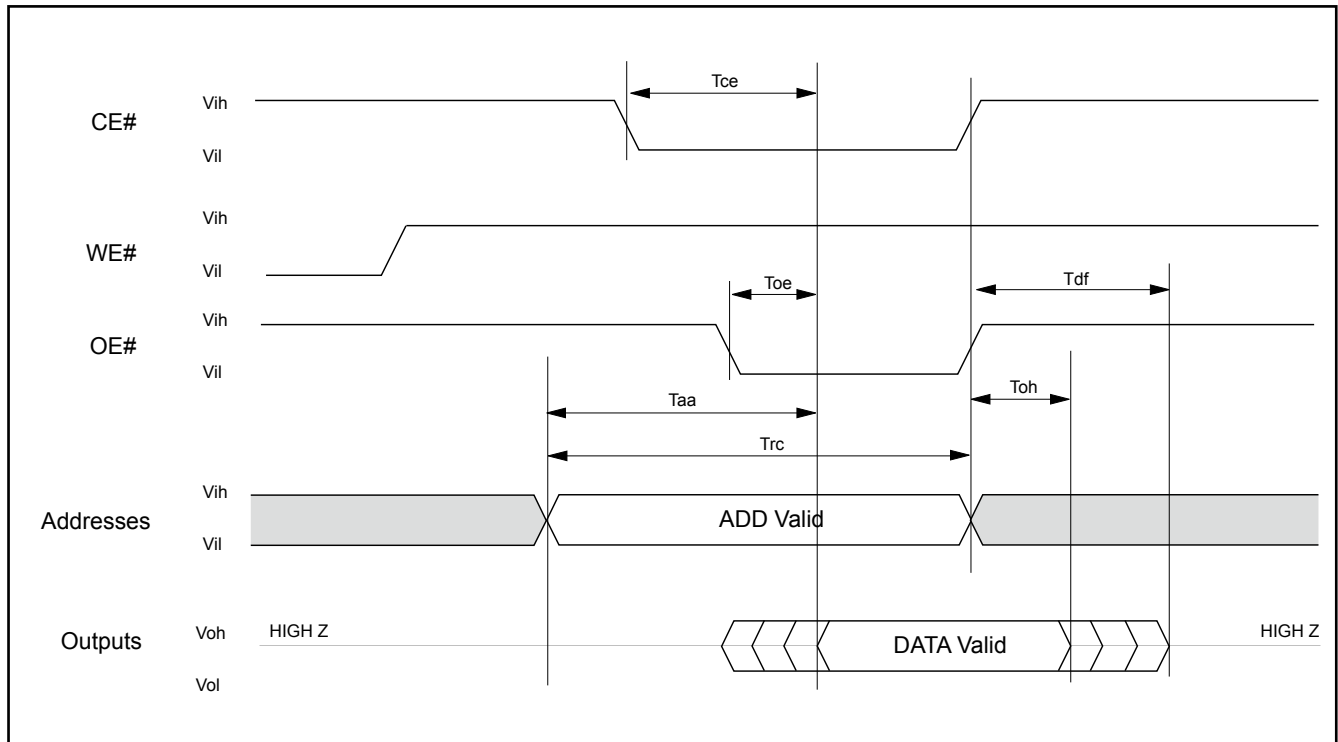 Tce
Vih
CE#
Vil
Vih
WE#
Vil
Toe
Tdf
Vih
OE#
Vil
Taa
Toh
Trc
Vih
Addresses
ADD Valid
Vil
Outputs
Voh
HIGH Z
DATA Valid
HIGH Z
Vol